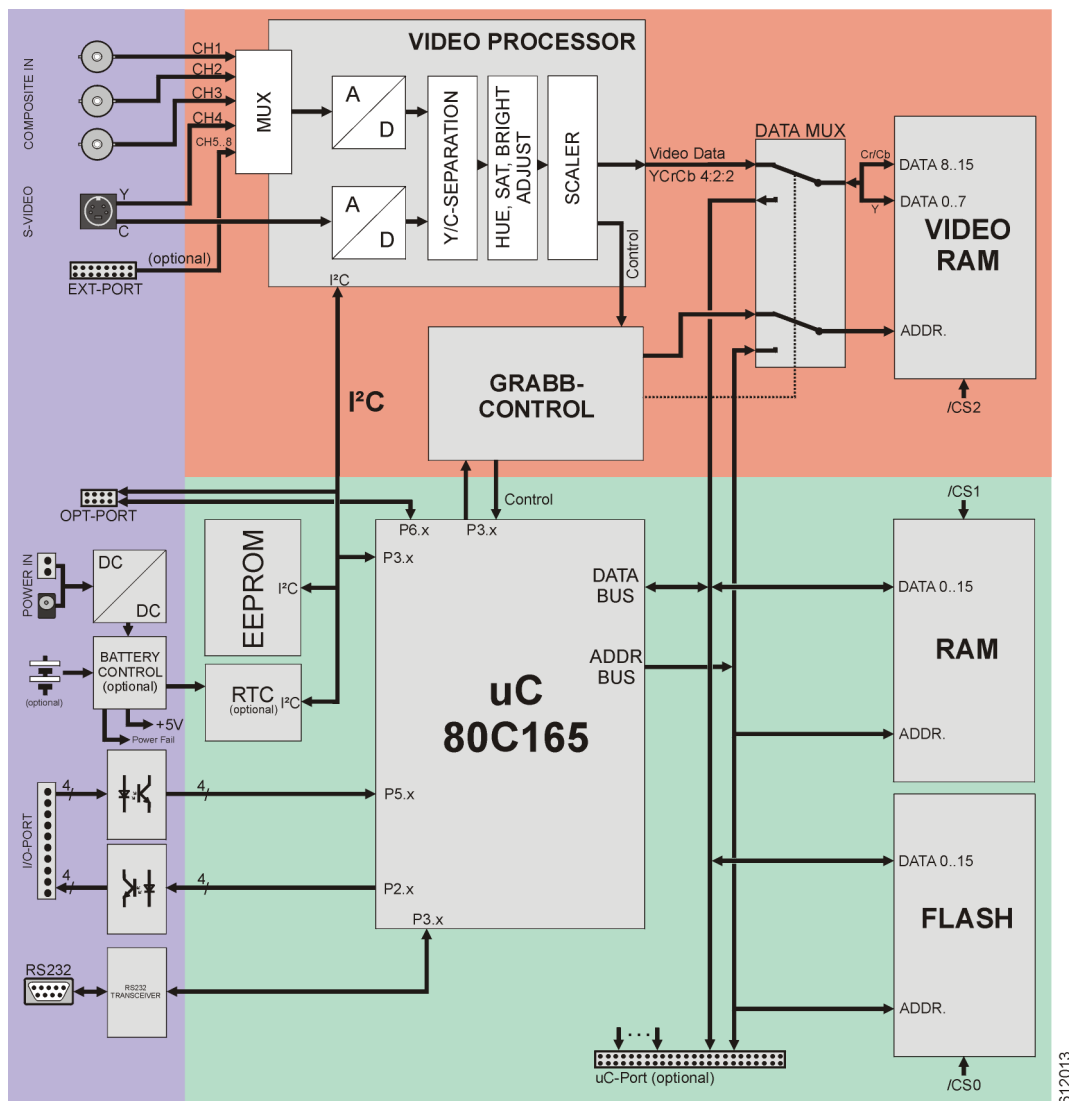 COMPOSITE IN
S-VIDEO
CH1
CH2
CH3
CH4
CH5..8
Y
C
(optional)
EXT-PORT
MUX
VIDEO PROCESSOR
A
D
A
D
Y/C-SEPARATION
HUE, SAT, BRIGHT
ADJUST
SCALER
I²C
Control
Video Data
YCrCb 4:2:2
DATA MUX
Cr/Cb
Y
DATA 8..15
DATA 0..7
VIDEO
RAM
ADDR.
/CS2
GRABB-
CONTROL
I²C
Control
OPT-PORT
P6.x
P3.x
P3.x
POWER IN
DC
DC
BATTERY
CONTROL
(optional)
(optional)
+5V
Power Fail
EEPROM
I²C
RTC
(optional)
I²C
uC
80C165
DATA
BUS
ADDR
BUS
/CS1
DATA 0..15
RAM
ADDR.
I/O-PORT
4
4
P5.x
4
4
P2.x
P3.x
RS232
RS232
TRANSCEIVER
DATA 0..15
FLASH
ADDR.
/CS0
...
uC-Port (optional)
S12013